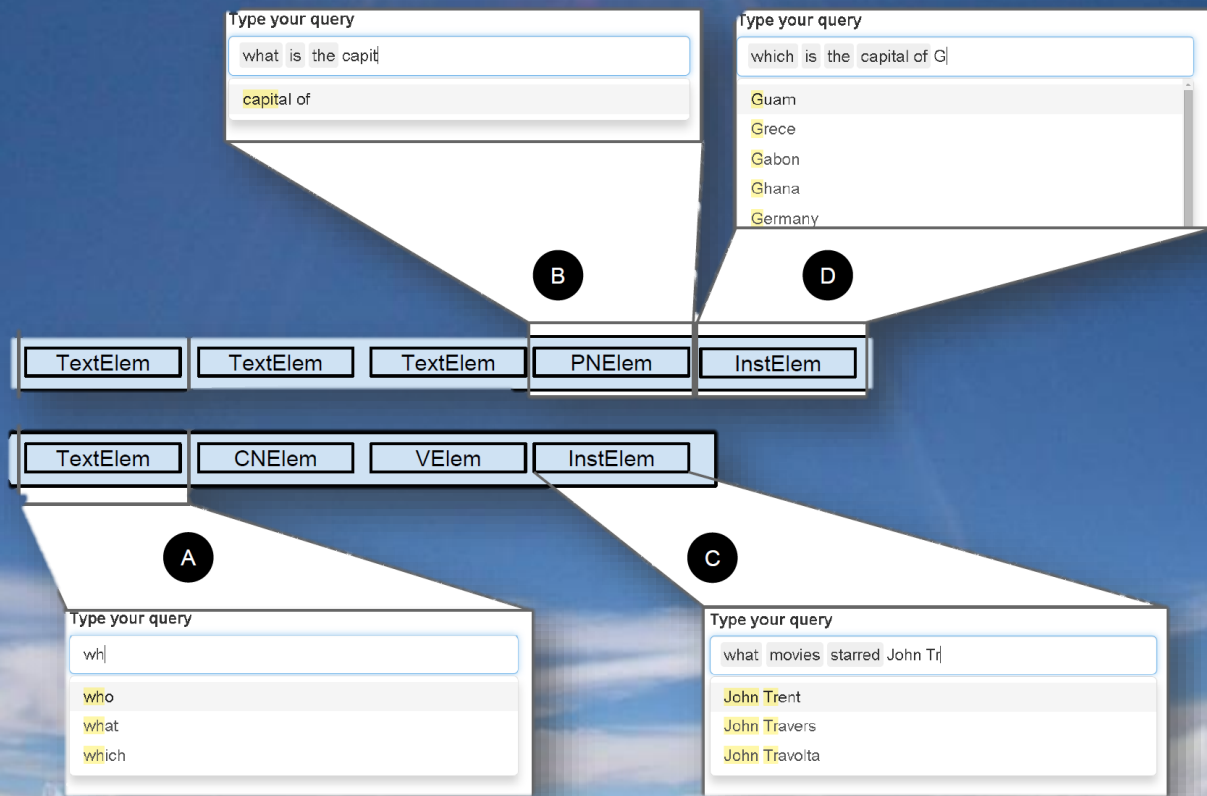 Type your query
what is the capit
capital of
Type your query
which is the capital of G
Guam
Grece
Gabon
Ghana
Germany
B
D
TextElem TextElem TextElem PNElem InstElem
TextElem CNElem VElem InstElem
A
C
Type your query
wh
who
what
which
Type your query
what movies starred John Tr
John Trent
John Travers
John Travolta